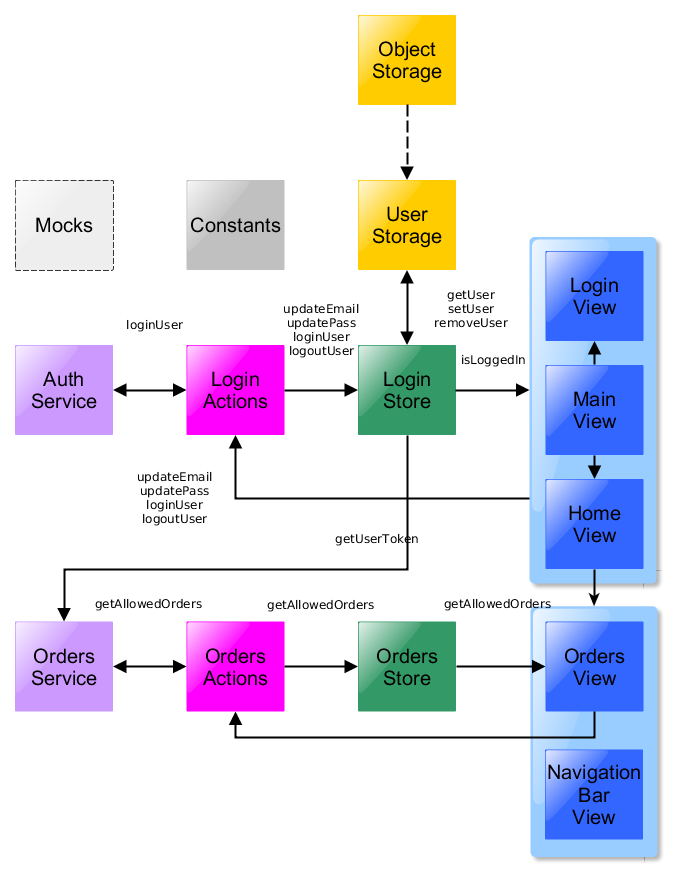 Object
Storage
Mocks
Constants
User
Storage
Login
View
getUser
setUser
removeUser
updateEmail
updatePass
loginUser
logoutUser
loginUser
isLoggedIn
Auth
Service
Login
Actions
Login
Store
Main
View
updateEmail
updatePass
loginUser
logoutUser
Home
View
getUserToken
getAllowedOrders
getAllowedOrders
getAllowedOrders
Orders
Service
Orders
Actions
Orders
Store
Orders
View
Navigation
Bar
View